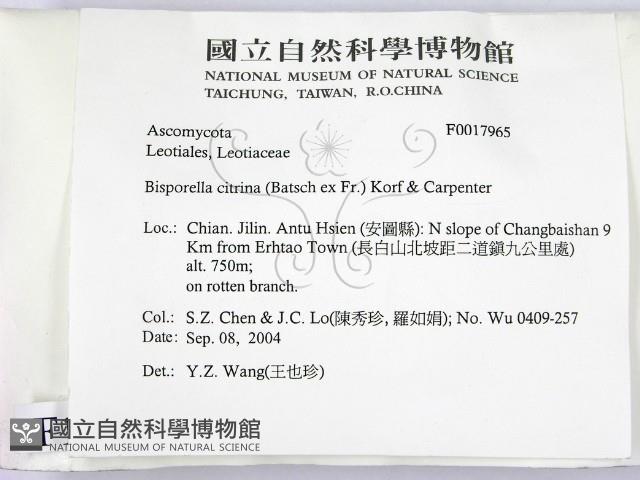 國立自然科學博物館
NATIONAL MUSEUM OF NATURAL SCIENCE
TAICHUNG, TAIWAN, R.O.CHINA
Ascomycota F0017965
Leotiales, Leotiaceae
Bisporella citrina (Batsch ex Fr.) Korf & Carpenter
Loc.: Chian. Jilin. Antu Hsien (安圖縣): N slope of Changbaishan 9
Km from Erhtao Town (長白山北坡距二道鎮九公里處)
alt. 750m;
on rotten branch.
Col.: S.Z. Chen & J.C. Lo(陳秀珍, 羅如娟); No. Wu 0409-257
Date: Sep. 08, 2004
Det.: Y.Z. Wang(王也珍)
F
國立自然科學博物館
NATIONAL MUSEUM OF NATURAL SCIENCE